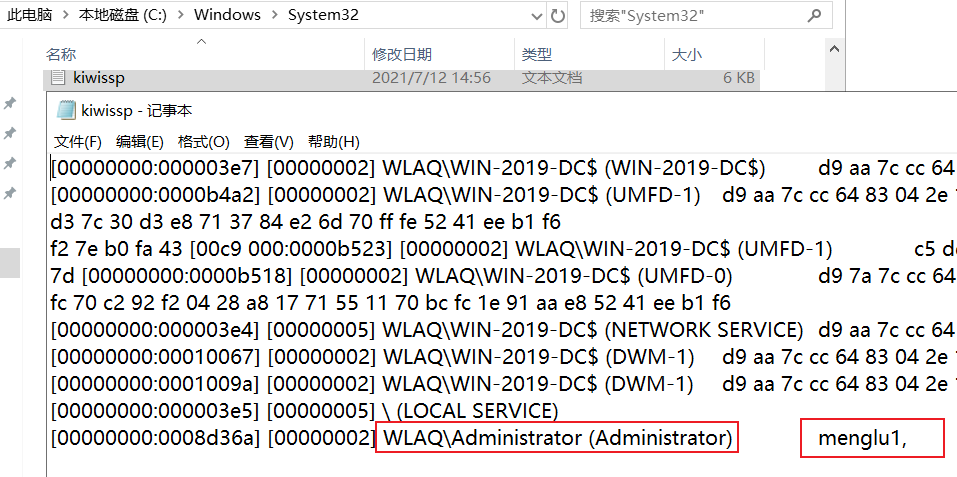 此电脑 > 本地磁盘 (C:) > Windows > System32
搜索"System32"
名称 修改日期 类型 大小
kiwissp 2021/7/12 14:56 文本文档 6 KB
kiwissp - 记事本
文件(F) 编辑(E) 格式(O) 查看(V) 帮助(H)
[00000000:000003e7] [00000002] WLAQ\WIN-2019-DC$ (WIN-2019-DC$) d9 aa 7c cc 64
[00000000:0000b4a2] [00000002] WLAQ\WIN-2019-DC$ (UMFD-1) d9 aa 7c cc 64 83 04 2e
d3 7c 30 d3 e8 71 37 84 e2 6d 70 ff fe 52 41 ee b1 f6
f2 7e b0 fa 43 [00c9 000:0000b523] [00000002] WLAQ\WIN-2019-DC$ (UMFD-1) c5
7d [00000000:0000b518] [00000002] WLAQ\WIN-2019-DC$ (UMFD-0) d9 7a 7c cc 64
fc 70 c2 92 f2 04 28 a8 17 71 55 11 70 bc fc 1e 91 aa e8 52 41 ee b1 f6
[00000000:000003e4] [00000005] WLAQ\WIN-2019-DC$ (NETWORK SERVICE) d9 aa 7c cc 64
[00000000:00010067] [00000002] WLAQ\WIN-2019-DC$ (DWM-1) d9 aa 7c cc 64 83 04 2e
[00000000:0001009a] [00000002] WLAQ\WIN-2019-DC$ (DWM-1) d9 aa 7c cc 64 83 04 2e
[00000000:000003e5] [00000005] \ (LOCAL SERVICE)
[00000000:0008d36a] [00000002] WLAQ\Administrator (Administrator) menglu1,